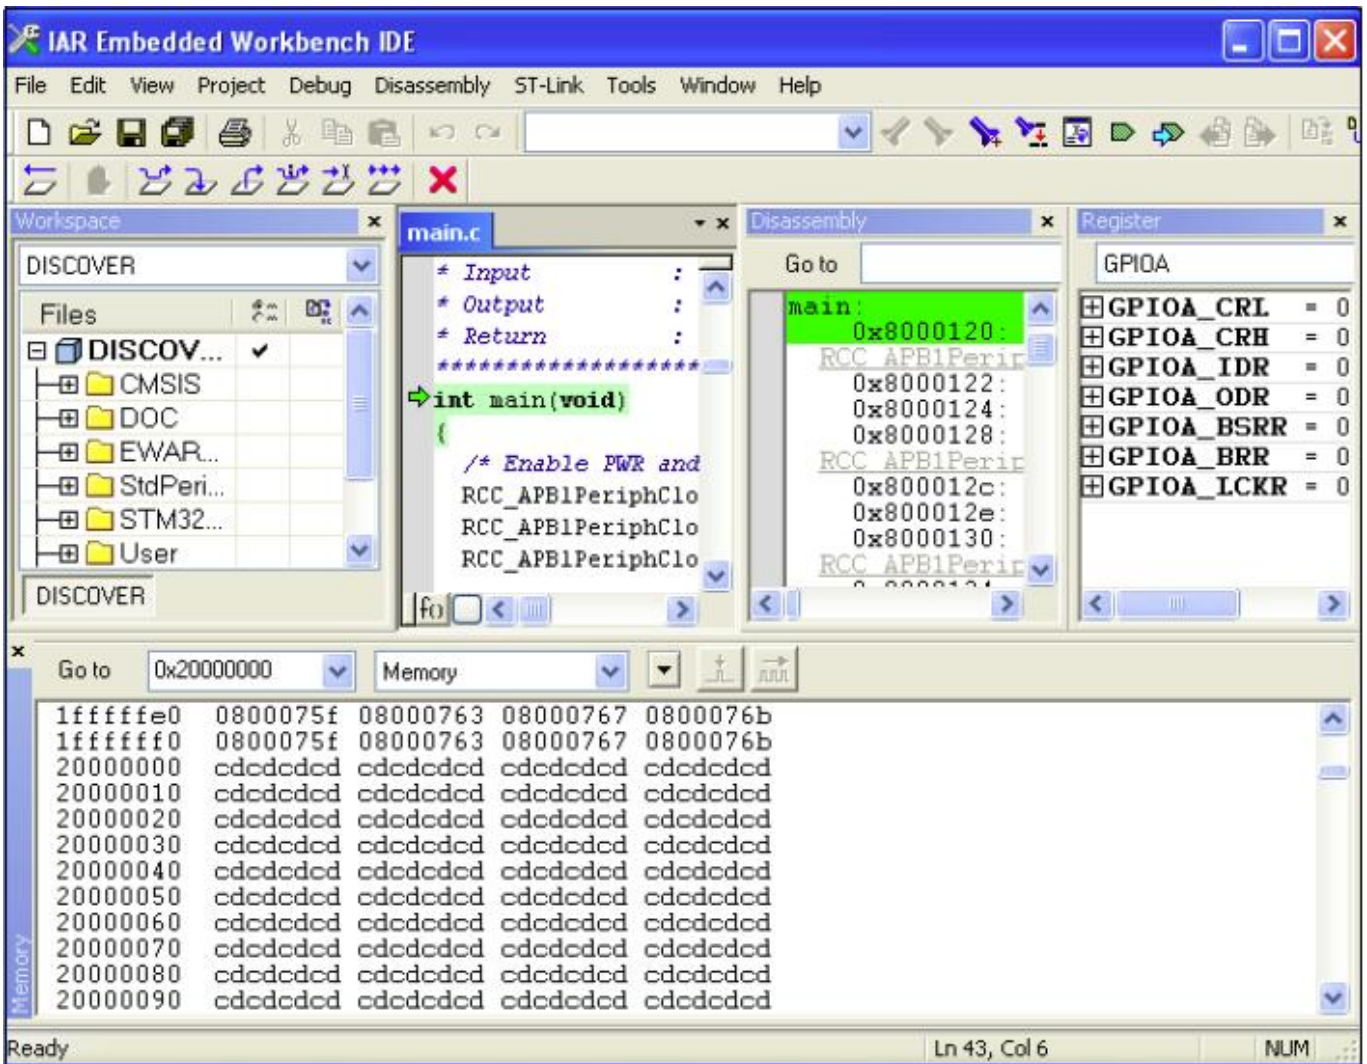 IAR Embedded Workbench IDE
File Edit View Project Debug Disassembly ST-Link Tools Window Help
Workspace
DISCOVER
Files
DISCOV...
CMSIS
DOC
EWAR...
StdPeri...
STM32...
User
DISCOVER
main.c
* Input :
* Output :
* Return :
********************
int main(void)
{
/* Enable PWR and
RCC_APB1PeriphClo
RCC_APB1PeriphClo
RCC_APB1PeriphClo
Disassembly
Go to
main:
0x8000120:
RCC_APB1Perip
0x8000122:
0x8000124:
0x8000128:
RCC_APB1Perip
0x800012c:
0x800012e:
0x8000130:
RCC_APB1Perip
Register
GPIOA
GPIOA_CRL = 0
GPIOA_CRH = 0
GPIOA_IDR = 0
GPIOA_ODR = 0
GPIOA_BSRR = 0
GPIOA_BRR = 0
GPIOA_LCKR = 0
Go to 0x20000000 Memory
1fffffe0 0800075f 08000763 08000767 0800076b
1ffffff0 0800075f 08000763 08000767 0800076b
20000000 cdcdcdcd cdcdcdcd cdcdcdcd cdcdcdcd
20000010 cdcdcdcd cdcdcdcd cdcdcdcd cdcdcdcd
20000020 cdcdcdcd cdcdcdcd cdcdcdcd cdcdcdcd
20000030 cdcdcdcd cdcdcdcd cdcdcdcd cdcdcdcd
20000040 cdcdcdcd cdcdcdcd cdcdcdcd cdcdcdcd
20000050 cdcdcdcd cdcdcdcd cdcdcdcd cdcdcdcd
20000060 cdcdcdcd cdcdcdcd cdcdcdcd cdcdcdcd
20000070 cdcdcdcd cdcdcdcd cdcdcdcd cdcdcdcd
20000080 cdcdcdcd cdcdcdcd cdcdcdcd cdcdcdcd
20000090 cdcdcdcd cdcdcdcd cdcdcdcd cdcdcdcd
Memory
Ready Ln 43, Col 6 NUM